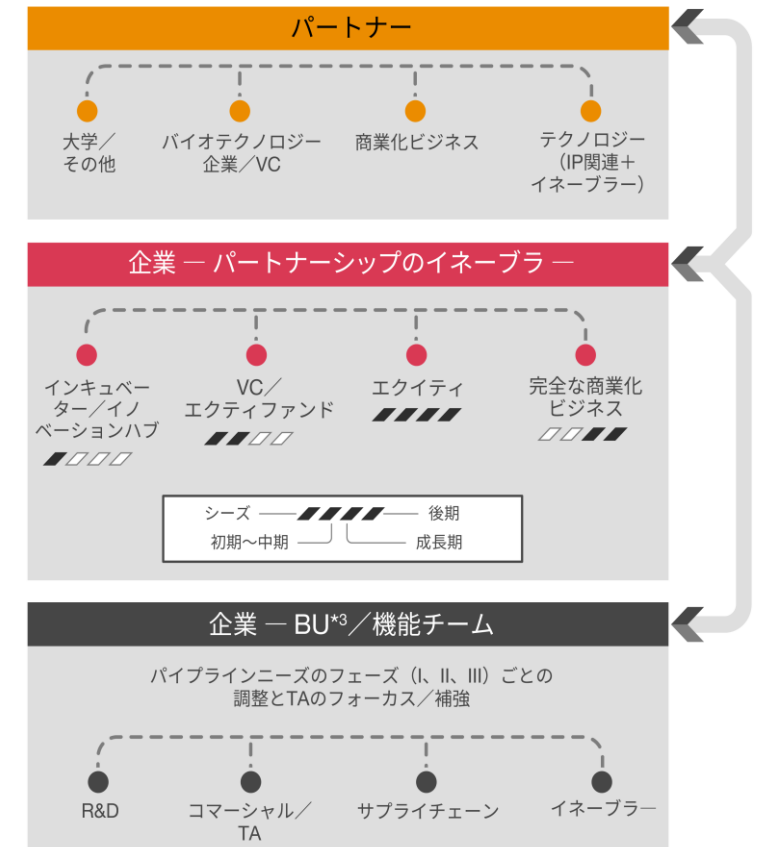 パートナー
大学／
その他
バイオテクノロジー
企業／VC
商業化ビジネス
テクノロジー
（IP関連＋
イネーブラー）
企業 ― パートナーシップのイネーブラ ―
インキュベー
ター／イノ
ベーションハブ
VC／
エクティファンド
エクイティ
完全な商業化
ビジネス
シーズ
後期
初期～中期
成長期
企業 ― BU*3／機能チーム
パイプラインニーズのフェーズ（I、II、III）ごとの
調整とTAのフォーカス／補強
R&D
コマーシャル／
TA
サプライチェーン
イネーブラ―